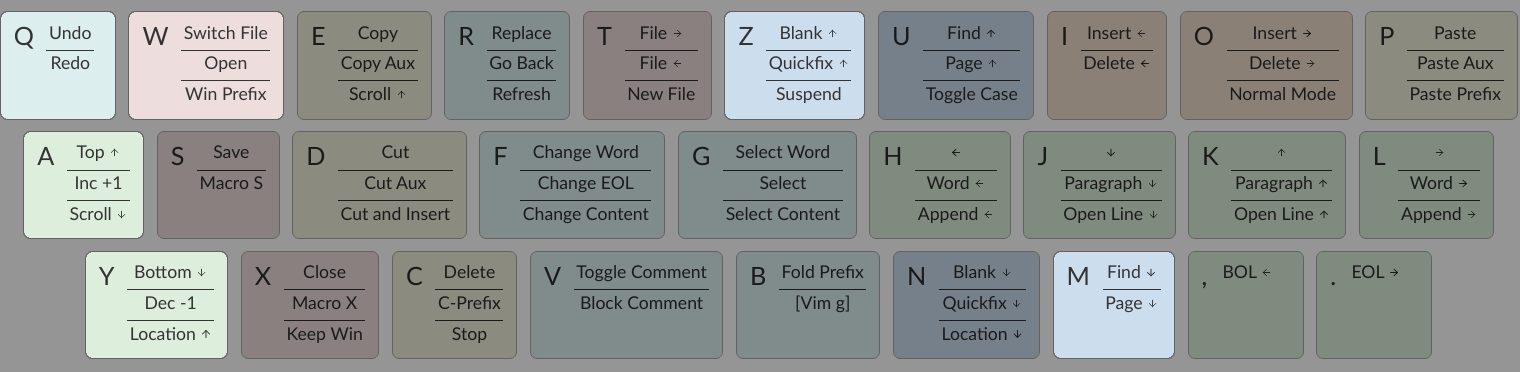 Q Undo W Switch File E Copy R Replace T File → Z Blank ↑ U Find ↑ I Insert ← O Insert → P Paste
Redo Open Copy Aux Go Back File ← Quickfix ↑ Page ↑ Delete ← Delete → Paste Aux
Win Prefix Scroll ↑ Refresh New File Suspend Toggle Case Normal Mode Paste Prefix
A Top ↑ S Save D Cut F Change Word G Select Word H ← J ↓ K ↑ L →
Inc +1 Macro S Cut Aux Change EOL Select Word ← Paragraph ↓ Paragraph ↑ Word →
Scroll ↓ Cut and Insert Change Content Select Content Append ← Open Line ↓ Open Line ↑ Append →
Y Bottom ↓ X Close C Delete V Toggle Comment B Fold Prefix N Blank ↓ M Find ↓ , BOL ← . EOL →
Dec -1 Macro X C-Prefix Block Comment [Vim g] Quickfix ↓ Page ↓
Location ↑ Keep Win Stop Location ↓